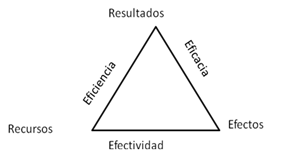 Resultados
Eficiencia
Eficacia
Recursos
Efectos
Efectividad